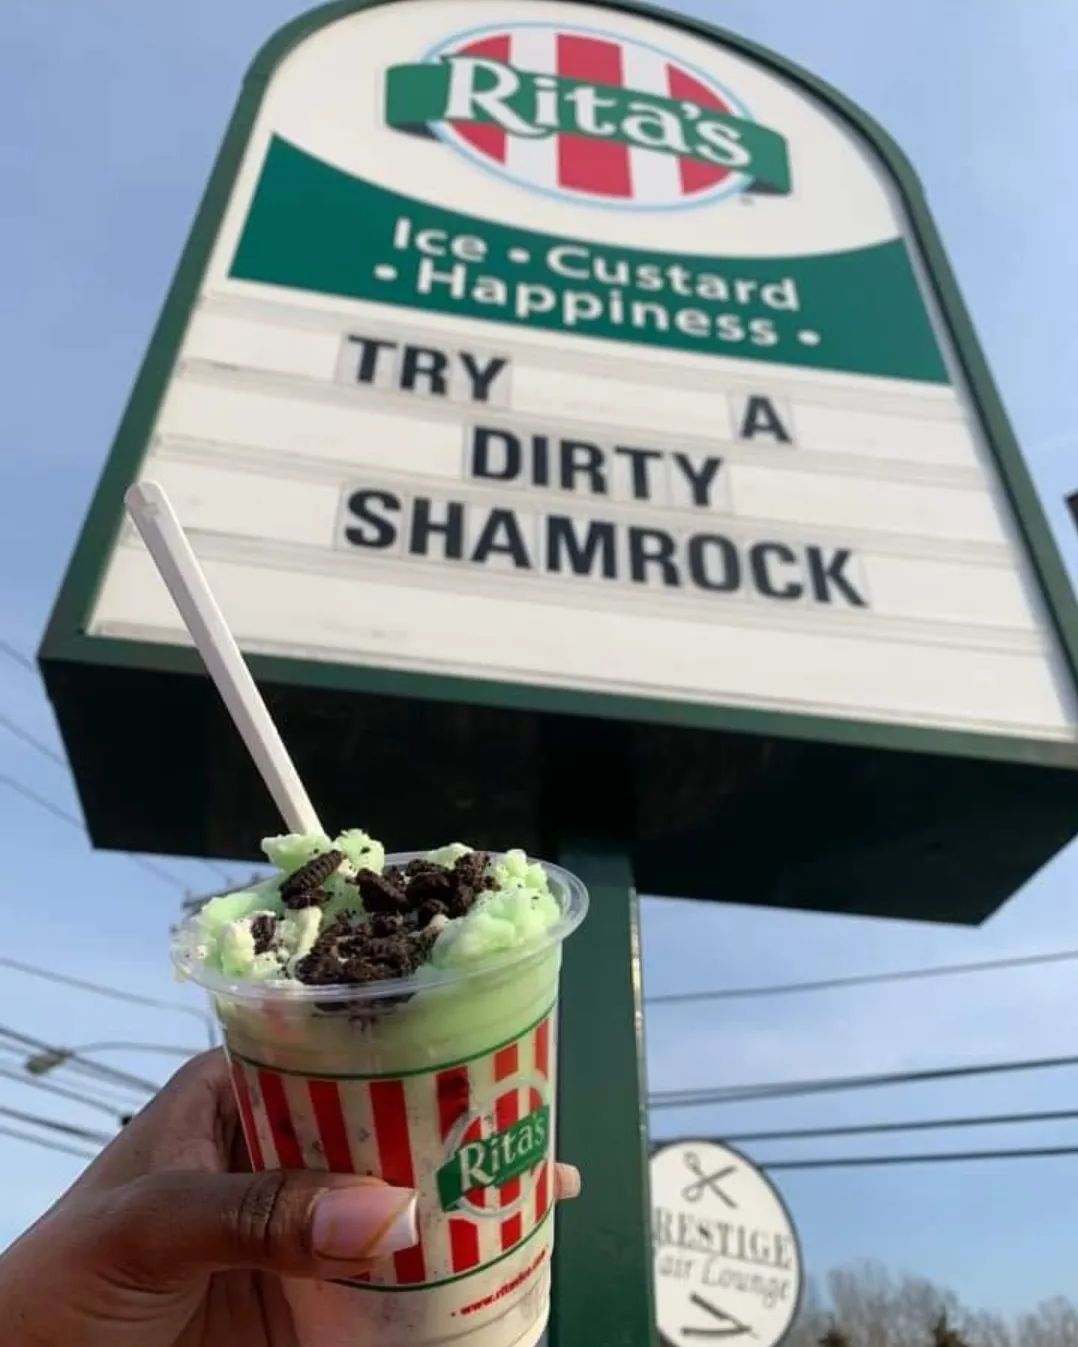 Rita's
Ice • Custard
• Happiness •
TRY A
DIRTY
SHAMROCK
Rita's
RESTIGE
air Lounge